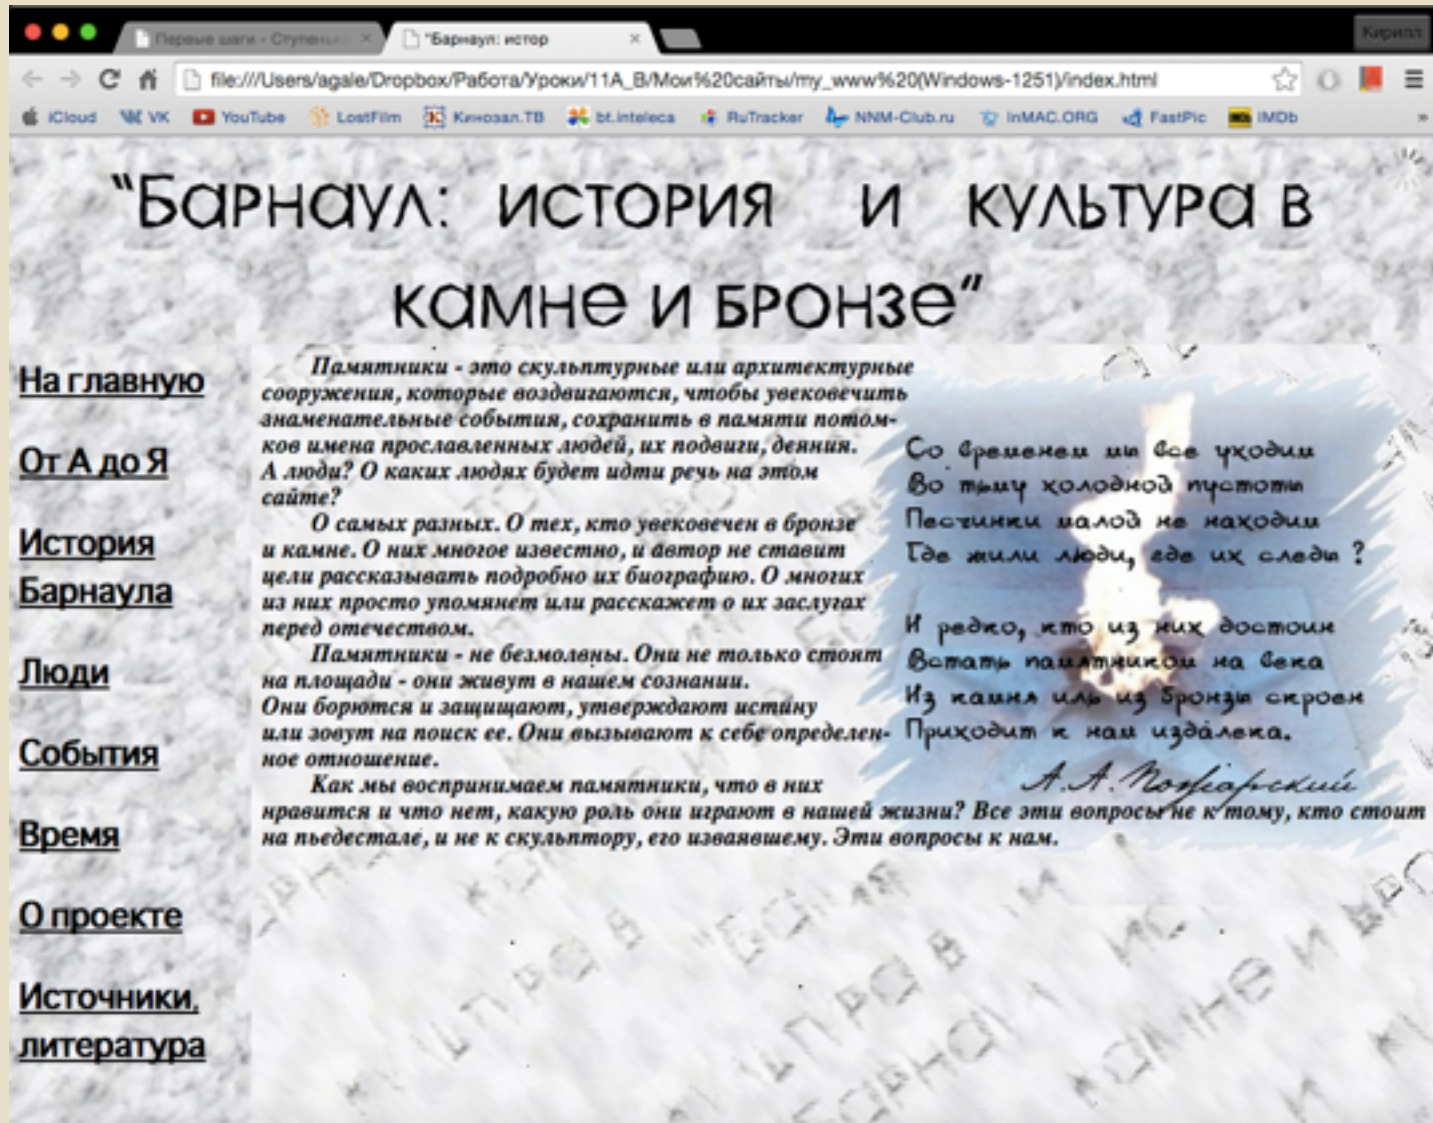 Первые шаги - Ступеньк
"Барнаул: истор
Кирилл
file:///Users/agale/Dropbox/Работа/Уроки/11А_В/Мои%20сайты/my_www%20(Windows-1251)/index.html
iCloud VK YouTube LostFilm Кинозал.ТВ bt.inteleca RuTracker NNM-Club.ru InMAC.ORG FastPic IMDb
"Барнаул: история и культура в
камне и бронзе"
На главную
От А до Я
История
Барнаула
Люди
События
Время
О проекте
Источники,
литература
Памятники - это скульптурные или архитектурные
сооружения, которые воздвигаются, чтобы увековечить
знаменательные события, сохранить в памяти потом-
ков имена прославленных людей, их подвиги, деяния.
А люди? О каких людях будет идти речь на этом
сайте?
О самых разных. О тех, кто увековечен в бронзе
и камне. О них многое известно, и автор не ставит
цели рассказывать подробно их биографию. О многих
из них просто упомянет или расскажет о их заслугах
перед отечеством.
Памятники - не безмолвны. Они не только стоят
на площади - они живут в нашем сознании.
Они борются и защищают, утверждают истину
или зовут на поиск ее. Они вызывают к себе определен-
ное отношение.
Как мы воспринимаем памятники, что в них
нравится и что нет, какую роль они играют в нашей жизни? Все эти вопросы не к тому, кто стоит
на пьедестале, и не к скульптору, его изваявшему. Эти вопросы к нам.
Со временем мы все уходим
Во тьму холодной пустоты
Песчинки малой не находим
Где жили люди, где их следы ?
И редко, кто из них достоин
Встать памятником на века
Из камня иль из бронзы скроен
Приходит к нам издалека.
А.А.